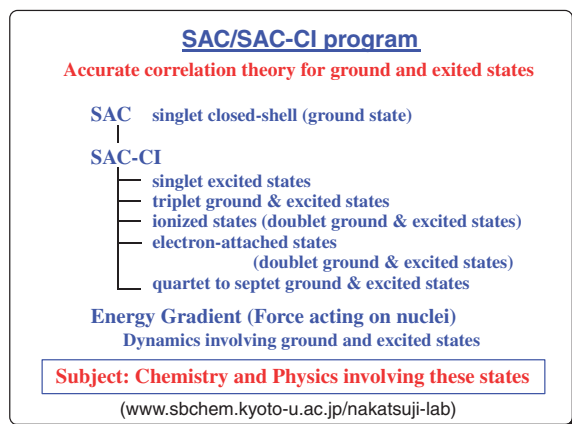 SAC/SAC-CI program
Accurate correlation theory for ground and exited states
SAC singlet closed-shell (ground state)
SAC-CI
singlet excited states
triplet ground & excited states
ionized states (doublet ground & excited states)
electron-attached states
(doublet ground & excited states)
quartet to septet ground & excited states
Energy Gradient (Force acting on nuclei)
Dynamics involving ground and excited states
Subject: Chemistry and Physics involving these states
(www.sbchem.kyoto-u.ac.jp/nakatsuji-lab)